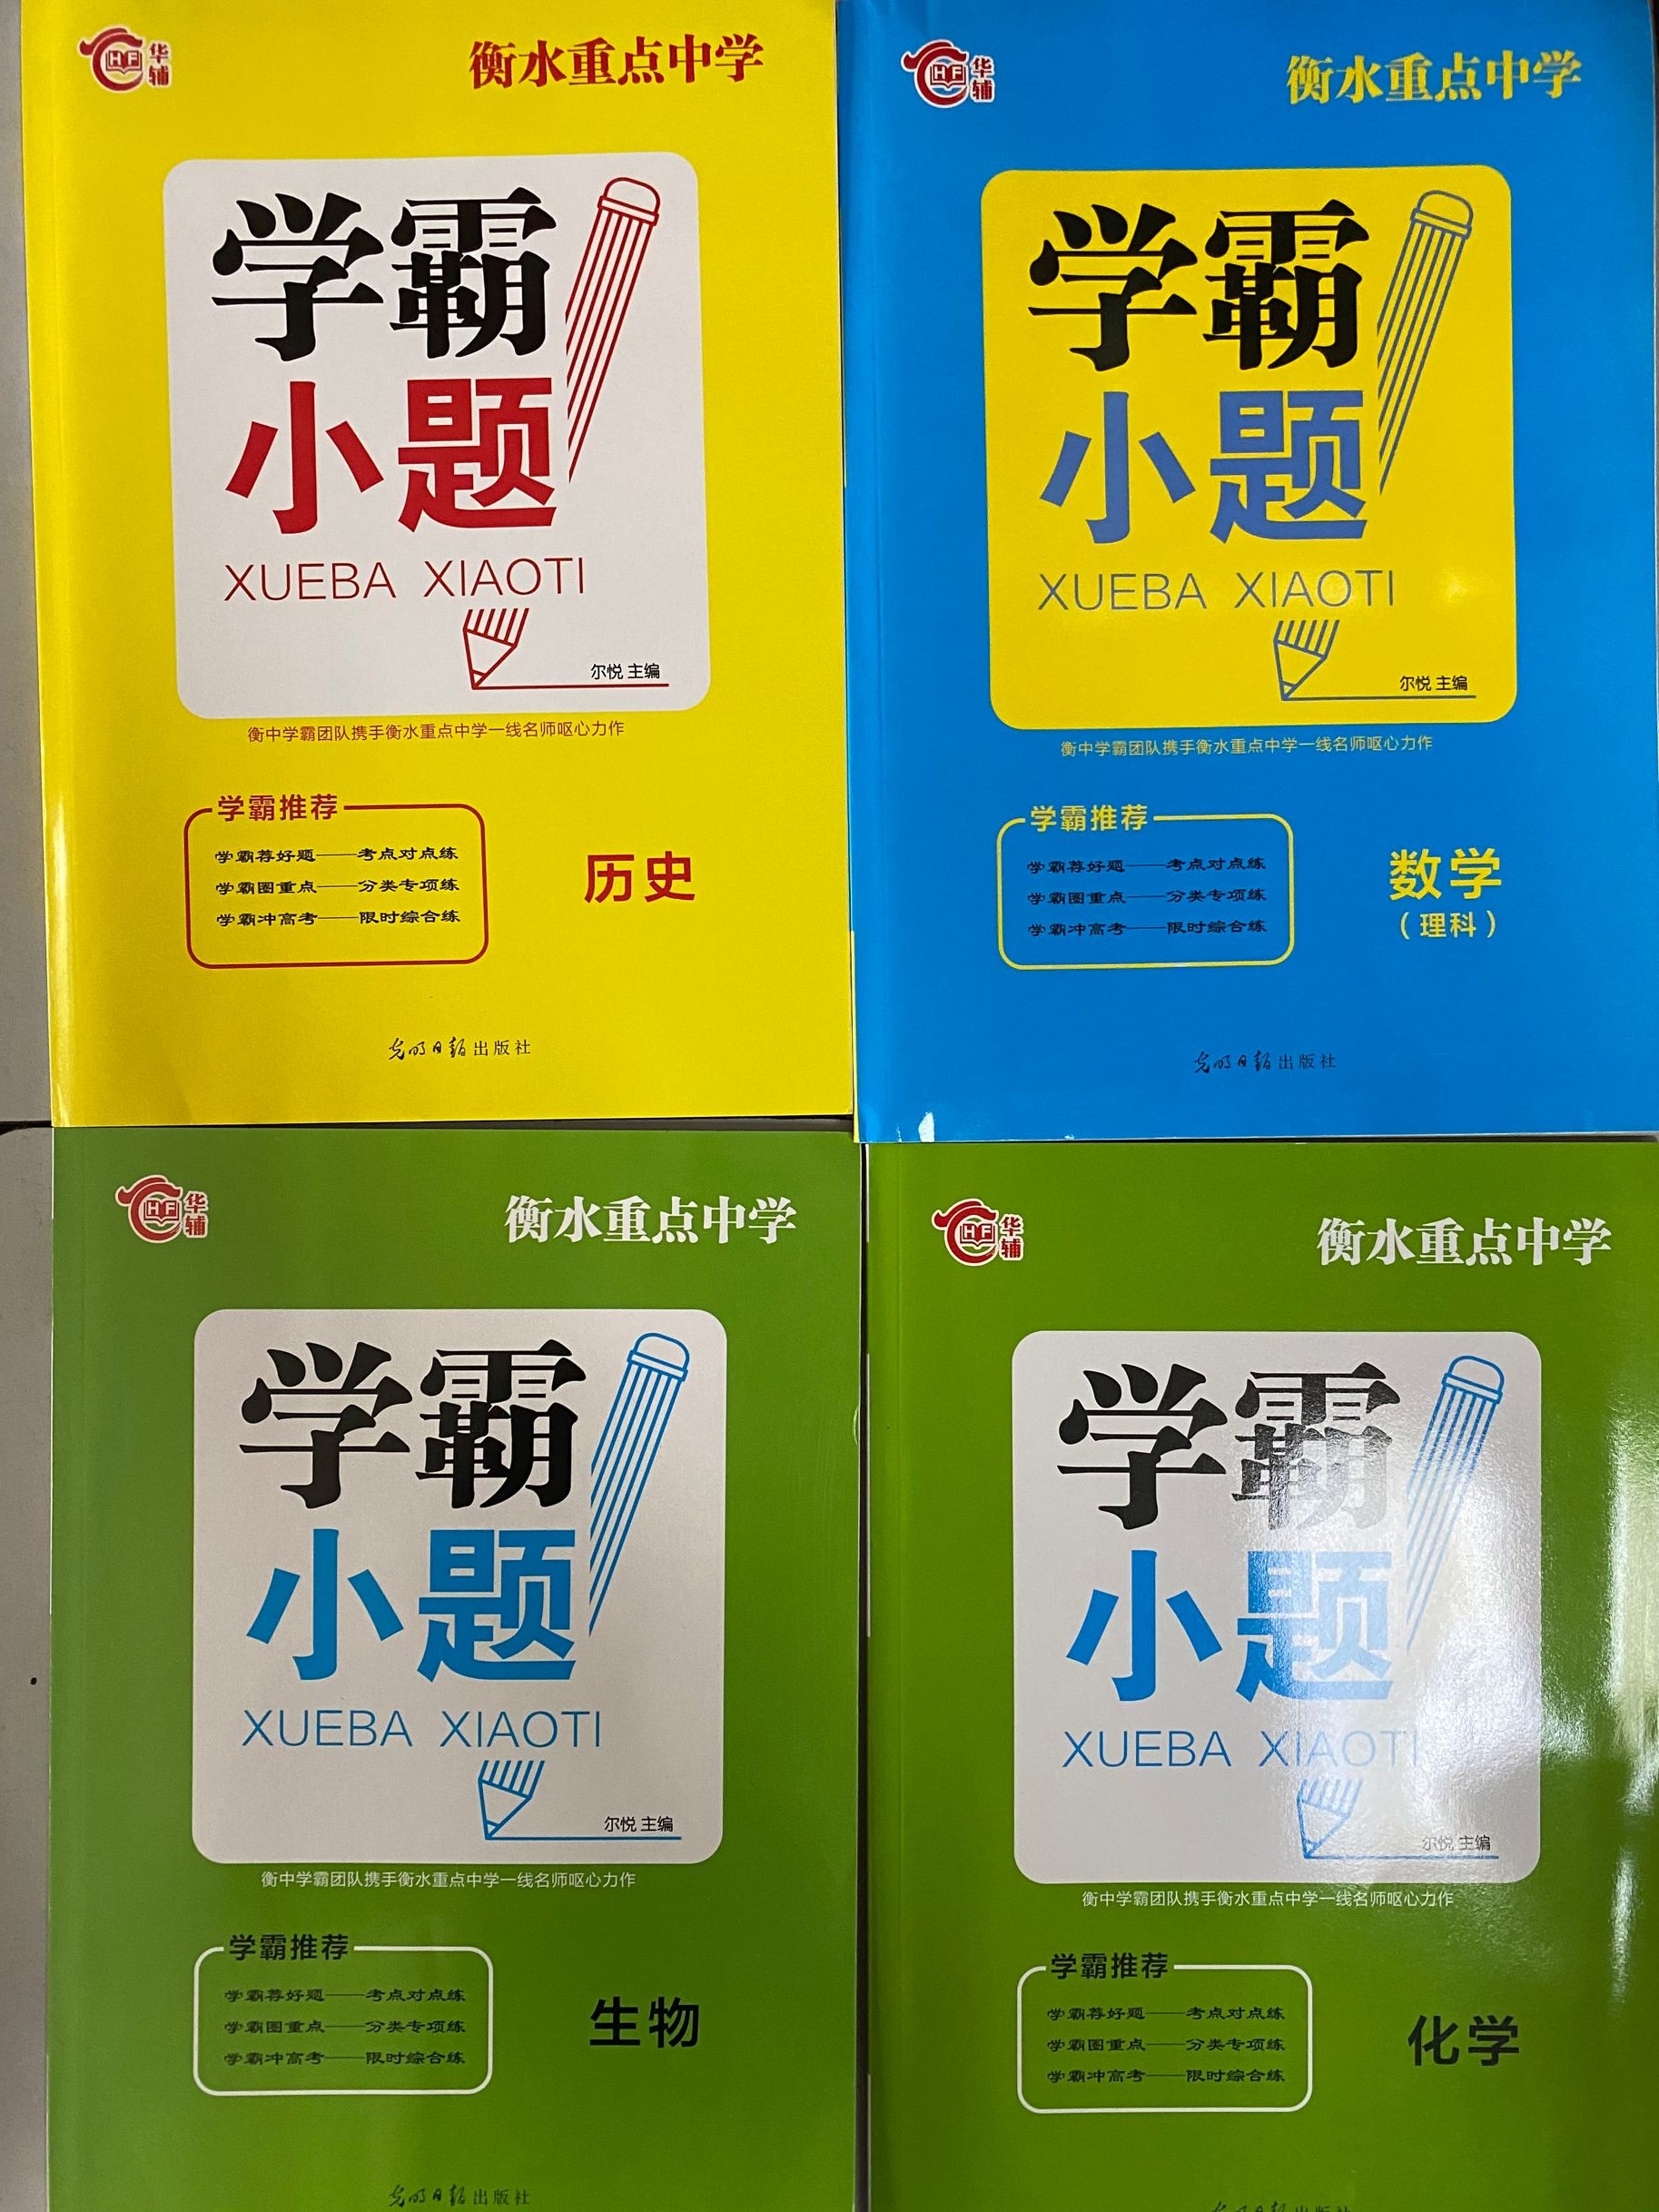 HF 华辅
衡水重点中学
学霸
小题
XUEBA XIAOTI
尔悦 主编
衡中学霸团队携手衡水重点中学一线名师呕心力作
学霸推荐
学霸荐好题——考点对点练
学霸圈重点——分类专项练
学霸冲高考——限时综合练
历史
光明日报出版社
HF 华辅
衡水重点中学
学霸
小题
XUEBA XIAOTI
尔悦 主编
衡中学霸团队携手衡水重点中学一线名师呕心力作
学霸推荐
学霸荐好题——考点对点练
学霸圈重点——分类专项练
学霸冲高考——限时综合练
数学
（理科）
光明日报出版社
HF 华辅
衡水重点中学
学霸
小题
XUEBA XIAOTI
尔悦 主编
衡中学霸团队携手衡水重点中学一线名师呕心力作
学霸推荐
学霸荐好题——考点对点练
学霸圈重点——分类专项练
学霸冲高考——限时综合练
生物
光明日报出版社
HF 华辅
衡水重点中学
学霸
小题
XUEBA XIAOTI
尔悦 主编
衡中学霸团队携手衡水重点中学一线名师呕心力作
学霸推荐
学霸荐好题——考点对点练
学霸圈重点——分类专项练
学霸冲高考——限时综合练
化学